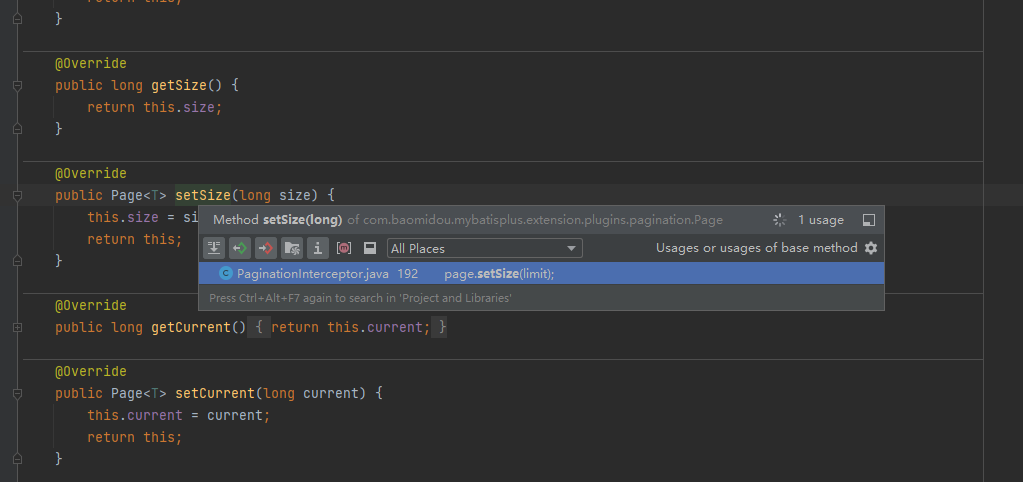 return this;
}
@Override
public long getSize() {
return this.size;
}
@Override
public Page<T> setSize(long size) {
this.size = si
return this;
}
Method setSize(long) of com.baomidou.mybatisplus.extension.plugins.pagination.Page 1 usage
All Places Usages or usages of base method
C PaginationInterceptor.java 192 page.setSize(limit);
Press Ctrl+Alt+F7 again to search in 'Project and Libraries'
@Override
public long getCurrent() { return this.current; }
@Override
public Page<T> setCurrent(long current) {
this.current = current;
return this;
}